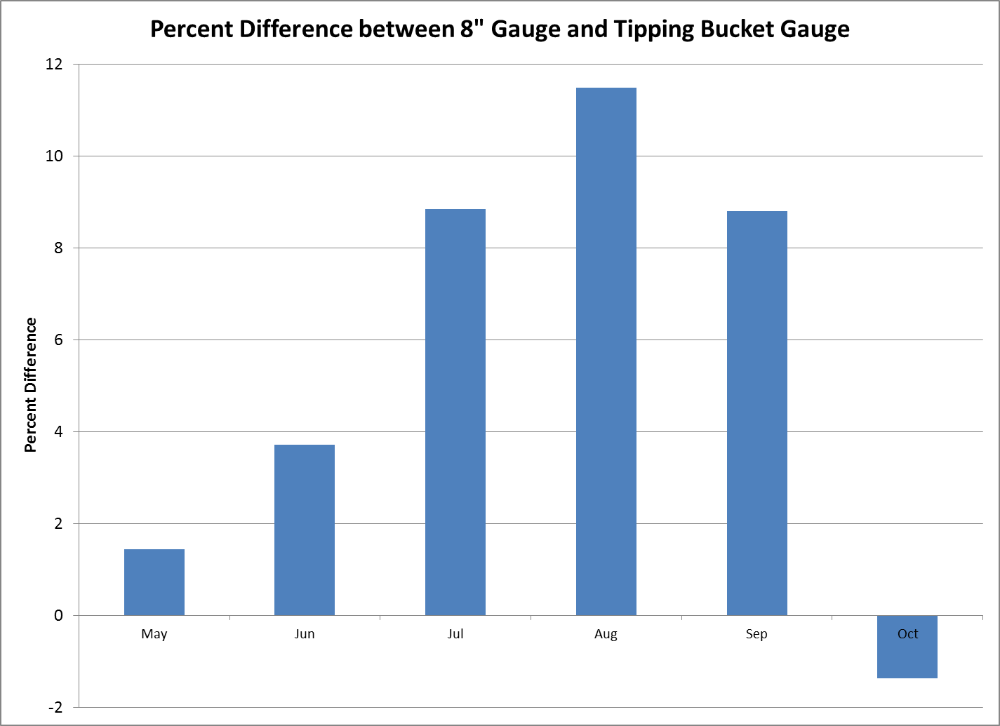 Percent Difference between 8" Gauge and Tipping Bucket Gauge
12
10
8
6
4
2
0
-2
Percent Difference
May
Jun
Jul
Aug
Sep
Oct